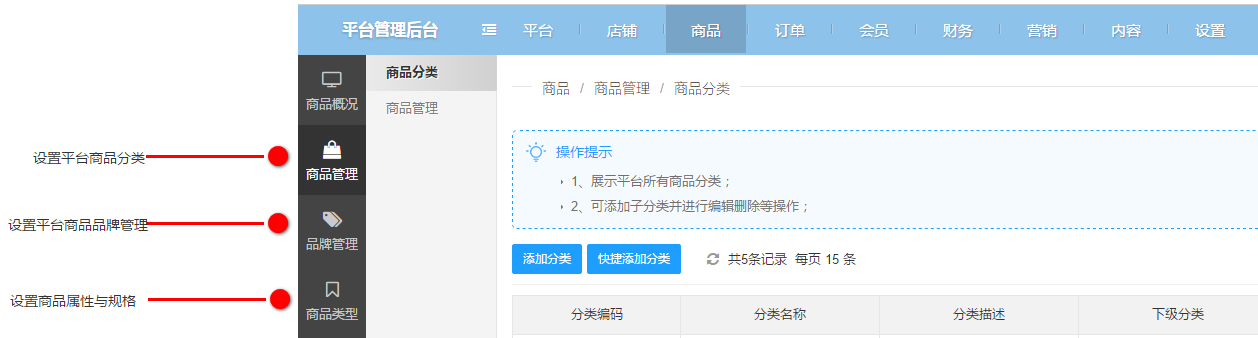 平台管理后台
平台 店铺 商品 订单 会员 财务 营销 内容 设置
商品概况
商品管理
品牌管理
商品类型
商品分类
商品管理
商品 / 商品管理 / 商品分类
操作提示
1、展示平台所有商品分类；
2、可添加子分类并进行编辑删除等操作；
添加分类 快捷添加分类 共5条记录 每页 15 条
分类编码 分类名称 分类描述 下级分类
设置平台商品分类
设置平台商品品牌管理
设置商品属性与规格